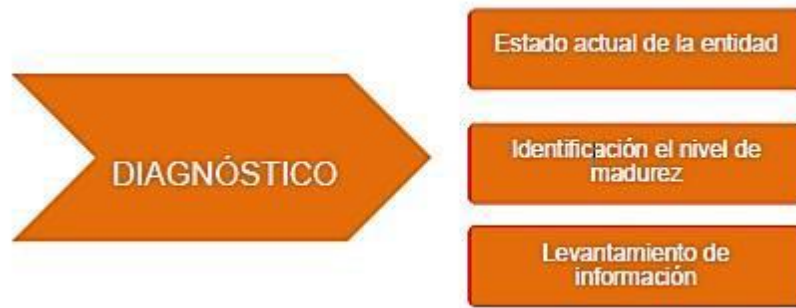 DIAGNÓSTICO
Estado actual de la entidad
Identificación el nivel de
madurez
Levantamiento de
información